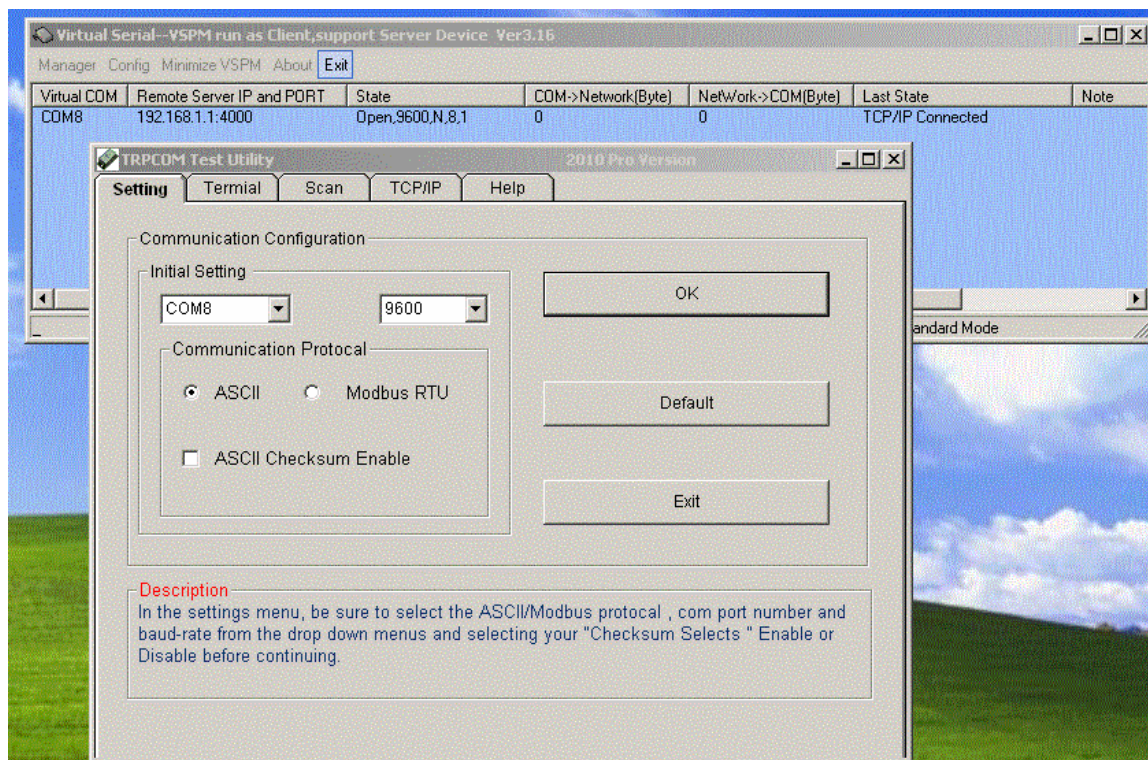 Virtual Serial--VSPM run as Client,support Server Device Ver3.16
Manager Config Minimize VSPM About Exit
Virtual COM Remote Server IP and PORT State COM->Network(Byte) NetWork->COM(Byte) Last State Note
COM8 192.168.1.1:4000 Open,9600,N,8,1 0 0 TCP/IP Connected
TRPCOM Test Utility 2010 Pro Version
Setting Termial Scan TCP/IP Help
Communication Configuration
Initial Setting
COM8 9600
OK
andard Mode
Communication Protocal
ASCII Modbus RTU
Default
ASCII Checksum Enable
Exit
Description
In the settings menu, be sure to select the ASCII/Modbus protocal , com port number and
baud-rate from the drop down menus and selecting your "Checksum Selects " Enable or
Disable before continuing.